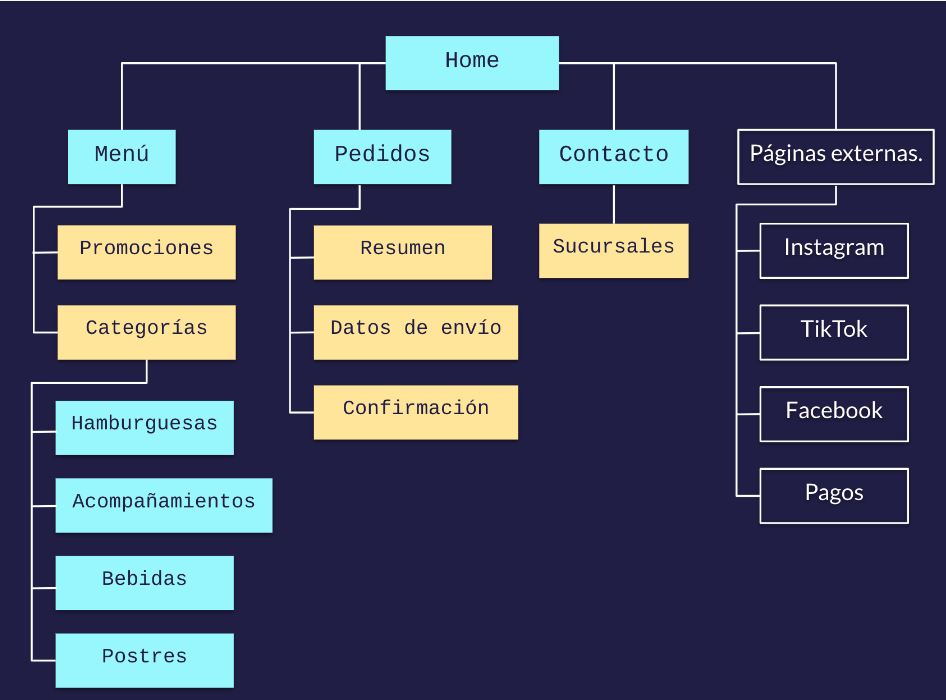 Home
Menú
Pedidos
Contacto
Páginas externas.
Promociones
Resumen
Sucursales
Instagram
Categorías
Datos de envío
TikTok
Hamburguesas
Confirmación
Facebook
Acompañamientos
Pagos
Bebidas
Postres